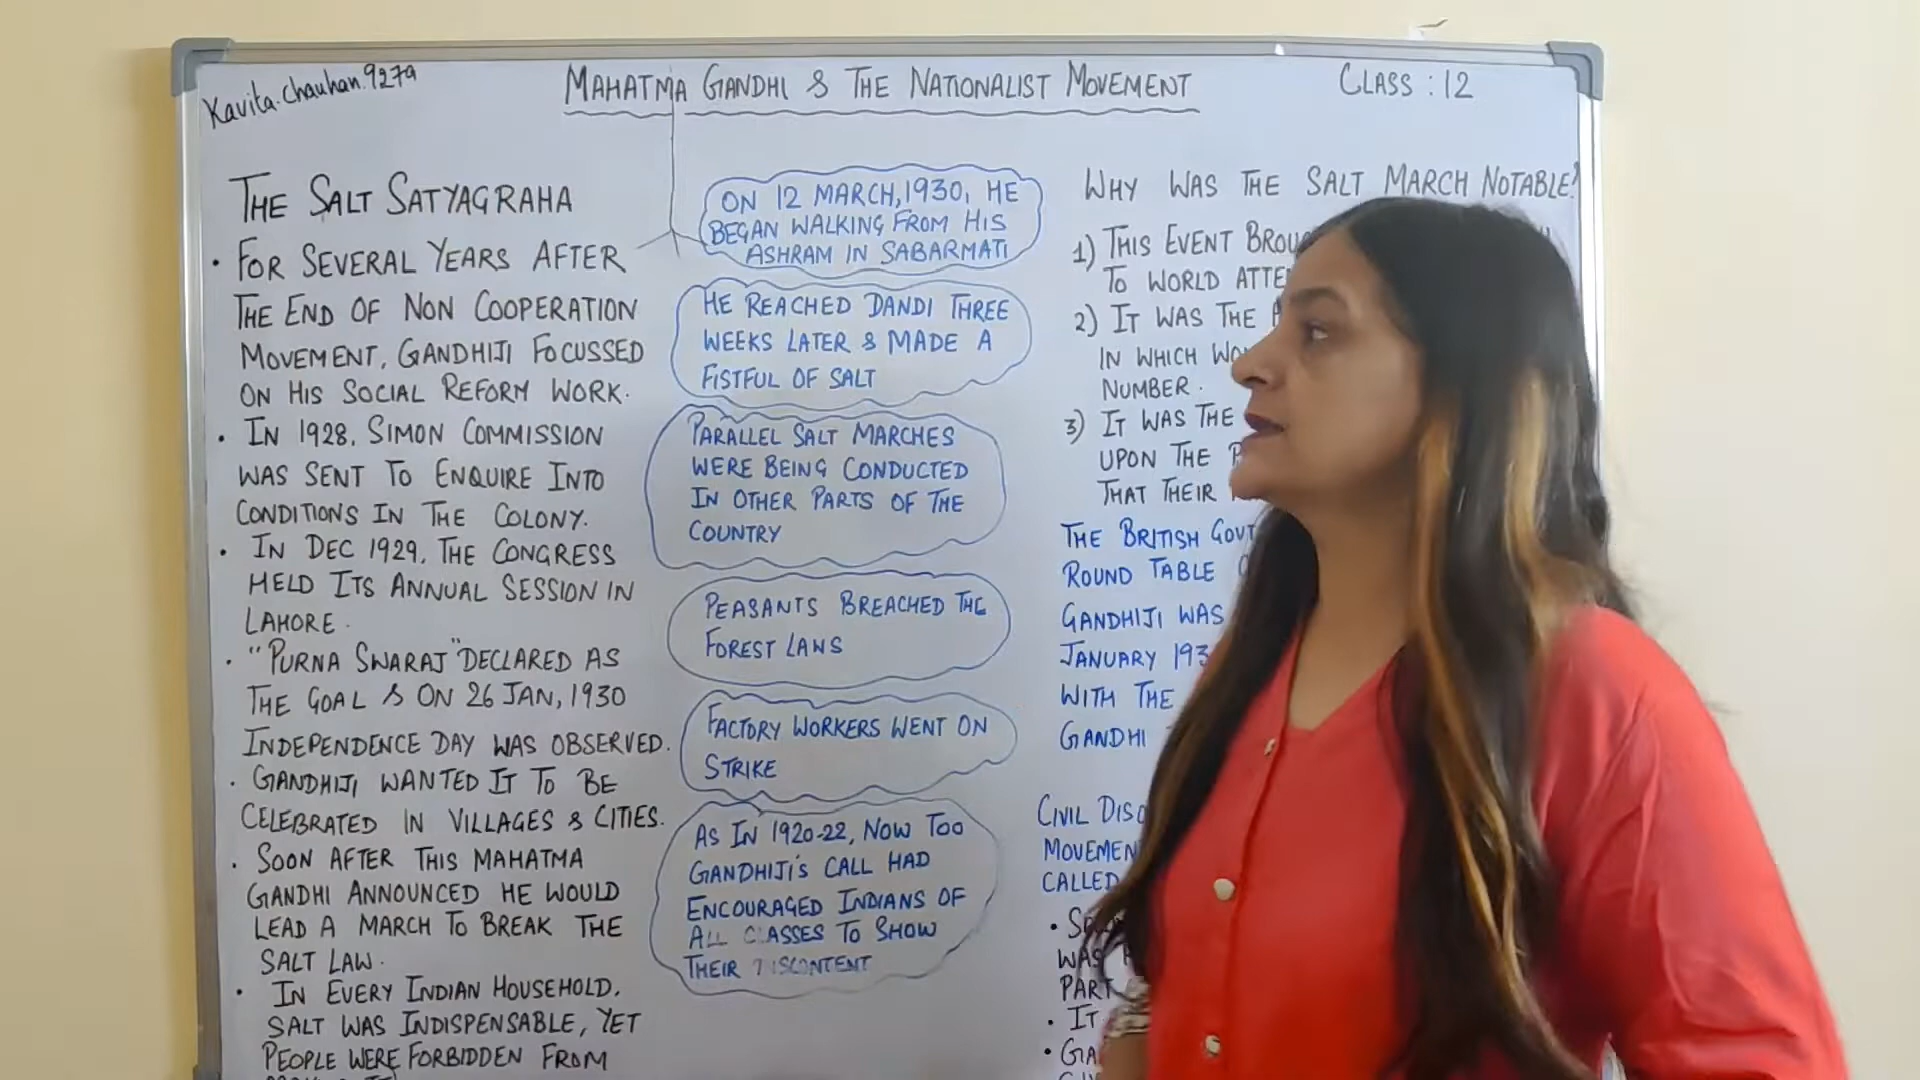 Kavita.chauhan.9279
MAHATMA GANDHI & THE NATIONALIST MOVEMENT
CLASS : 12
THE SALT SATYAGRAHA
• FOR SEVERAL YEARS AFTER
THE END OF NON COOPERATION
MOVEMENT, GANDHIJI FOCUSSED
ON HIS SOCIAL REFORM WORK.
• IN 1928, SIMON COMMISSION
WAS SENT TO ENQUIRE INTO
CONDITIONS IN THE COLONY.
• IN DEC 1929, THE CONGRESS
HELD ITS ANNUAL SESSION IN
LAHORE.
• "PURNA SWARAJ" DECLARED AS
THE GOAL & ON 26 JAN, 1930
INDEPENDENCE DAY WAS OBSERVED.
• GANDHIJI WANTED IT TO BE
CELEBRATED IN VILLAGES & CITIES.
• SOON AFTER THIS MAHATMA
GANDHI ANNOUNCED HE WOULD
LEAD A MARCH TO BREAK THE
SALT LAW.
• IN EVERY INDIAN HOUSEHOLD,
SALT WAS INDISPENSABLE, YET
PEOPLE WERE FORBIDDEN FROM
ON 12 MARCH, 1930, HE
BEGAN WALKING FROM HIS
ASHRAM IN SABARMATI
HE REACHED DANDI THREE
WEEKS LATER & MADE A
FISTFUL OF SALT
PARALLEL SALT MARCHES
WERE BEING CONDUCTED
IN OTHER PARTS OF THE
COUNTRY
PEASANTS BREACHED THE
FOREST LAWS
FACTORY WORKERS WENT ON
STRIKE
AS IN 1920-22, NOW TOO
GANDHIJI'S CALL HAD
ENCOURAGED INDIANS OF
ALL CLASSES TO SHOW
THEIR DISCONTENT
WHY WAS THE SALT MARCH NOTABLE?
1) THIS EVENT
TO WORLD
2) IT WAS THE
IN WHICH
NUMBER.
3) IT WAS THE
UPON THE
THAT THEIR
THE BRITISH GOVT
ROUND TABLE
GANDHIJI WAS
JANUARY
WITH THE
GANDHI
CIVIL
CALLED
WAS
PART
• IT